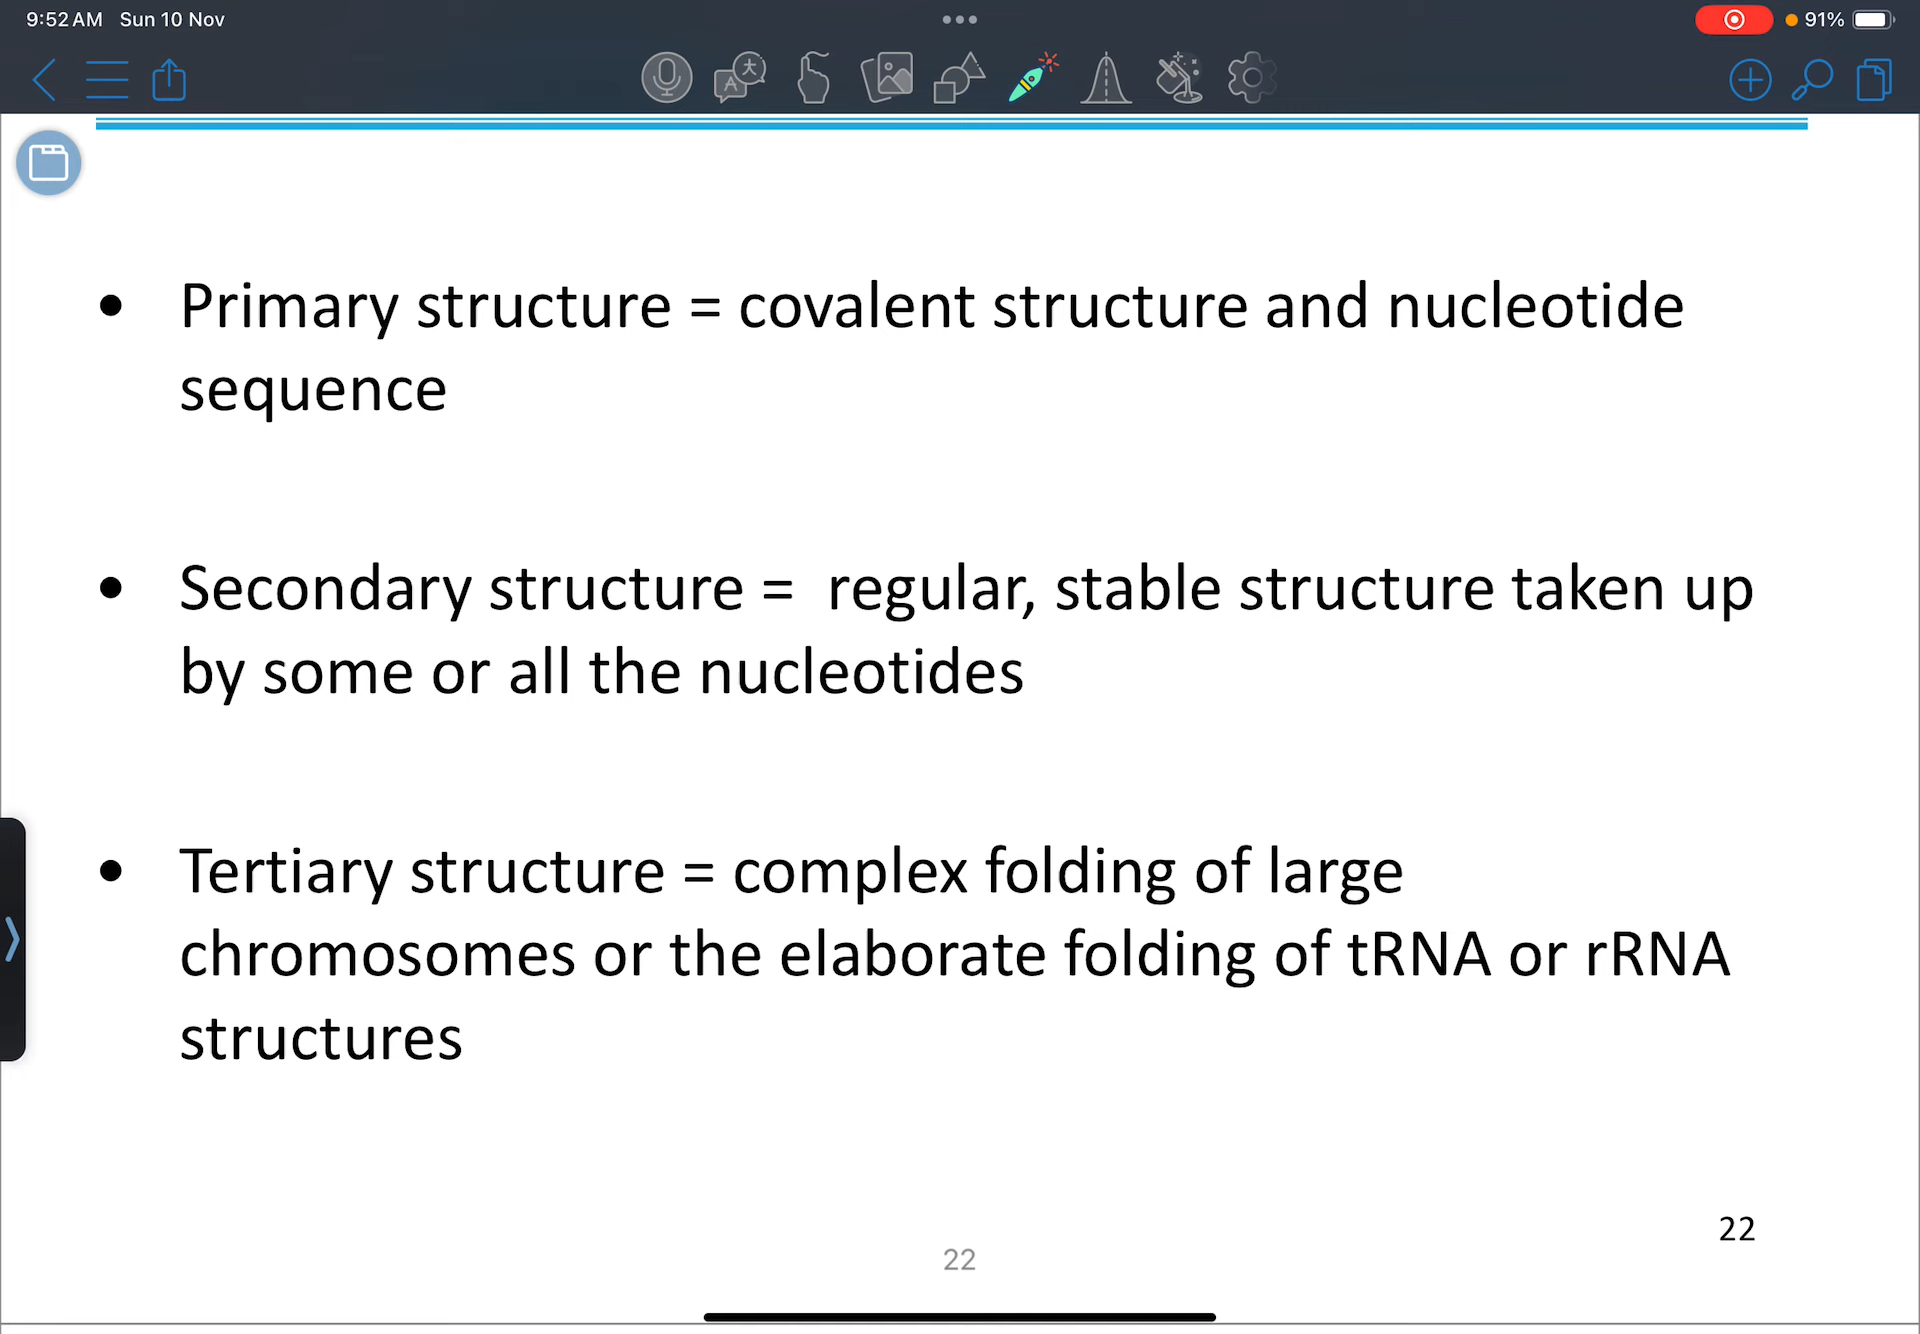 9:52 AM Sun 10 Nov
91%
• Primary structure = covalent structure and nucleotide
sequence
• Secondary structure = regular, stable structure taken up
by some or all the nucleotides
• Tertiary structure = complex folding of large
chromosomes or the elaborate folding of tRNA or rRNA
structures
22
22